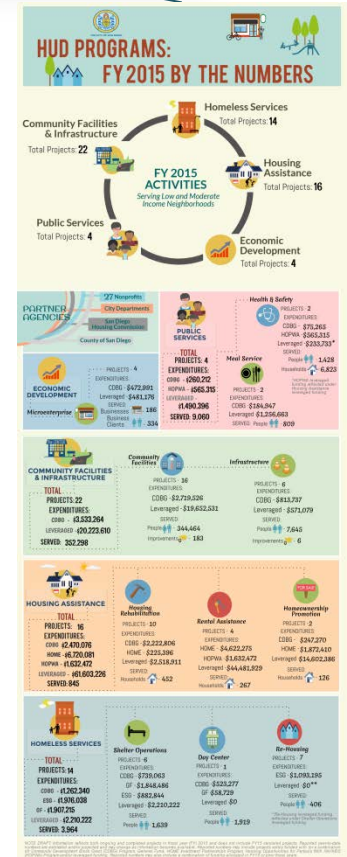 HUD PROGRAMS:
FY 2015 BY THE NUMBERS
Homeless Services
Total Projects: 14
Community Facilities
& Infrastructure
Total Projects: 22
FY 2015
ACTIVITIES
Serving Low and Moderate
Income Neighborhoods
Housing
Assistance
Total Projects: 16
Public Services
Total Projects: 4
Economic
Development
Total Projects: 4
PARTNER
AGENCIES
27 Nonprofits
City Departments
San Diego
Housing Commission
County of San Diego
ECONOMIC
DEVELOPMENT
Microenterprise
PROJECTS - 4
EXPENDITURES:
CDBG - $472,991
Leveraged - $481,176
SERVED
Businesses 186
Business
Clients - 334
PUBLIC
SERVICES
TOTAL
PROJECTS: 4
EXPENDITURES:
CDBG - $260,212
HOPWA - $565,315
LEVERAGED
$1,490,396
SERVED: 9,060
Health & Safety
PROJECTS - 2
EXPENDITURES:
CDBG - $75,265
HOPWA - $565,315
Leveraged - $233,733*
SERVED
People - 1,428
Households - 6,823
Meal Service
PROJECTS - 2
EXPENDITURES:
CDBG - $184,947
Leveraged - $1,256,663
SERVED: People 809
COMMUNITY FACILITIES
& INFRASTRUCTURE
TOTAL
PROJECTS: 22
EXPENDITURES:
CDBG - $3,533,264
LEVERAGED - $20,223,610
SERVED: 352,298
Community
Facilities
PROJECTS - 16
EXPENDITURES:
CDBG - $2,719,526
Leveraged - $19,652,531
SERVED:
People - 344,464
Improvements - 183
Infrastructure
PROJECTS - 6
EXPENDITURES:
CDBG - $813,737
Leveraged - $571,079
SERVED:
People - 7,645
Improvements - 6
HOUSING ASSISTANCE
TOTAL
PROJECTS: 16
EXPENDITURES:
CDBG - $2,470,076
HOME - $6,720,081
HOPWA - $1,632,472
LEVERAGED - $61,603,226
SERVED: 845
Housing
Rehabilitation
PROJECTS - 10
EXPENDITURES:
CDBG - $2,222,806
HOME - $225,396
Leveraged - $2,518,911
SERVED:
Households - 452
Rental Assistance
PROJECTS - 4
EXPENDITURES:
HOME - $4,622,275
HOPWA - $1,632,472
Leveraged - $44,481,929
SERVED:
Households - 267
FOR SALE
Homeownership
Promotion
PROJECTS - 2
EXPENDITURES:
CDBG - $247,270
HOME - $1,872,410
Leveraged - $14,602,386
SERVED:
Households - 126
HOMELESS SERVICES
TOTAL
PROJECTS: 14
EXPENDITURES:
CDBG - $1,262,340
ESG - $1,976,038
GF - $1,907,215
LEVERAGED - $2,210,222
SERVED: 3,964
Shelter Operations
PROJECTS - 6
EXPENDITURES:
CDBG - $739,063
GF - $1,848,486
ESG - $882,844
Leveraged - $2,210,222
SERVED:
People - 1,639
Day Center
PROJECTS - 1
EXPENDITURES:
CDBG - $523,277
GF - $58,729
Leveraged - $0
SERVED:
People - 1,919
Re-Housing
PROJECTS - 7
EXPENDITURES:
ESG - $1,093,195
Leveraged - $0**
SERVED:
People - 406